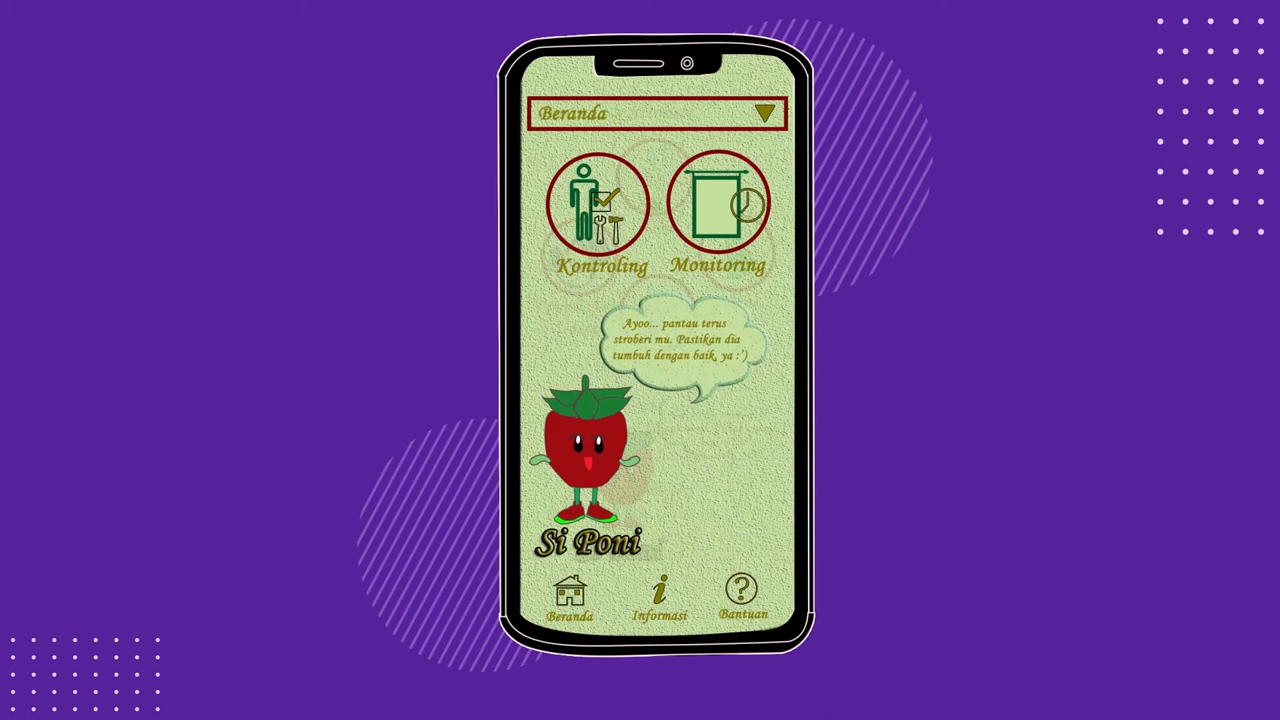 Beranda
Kontroling
Monitoring
Ayoo... pantau terus
stroberi mu. Pastikan dia
tumbuh dengan baik, ya :')
Si Poni
Beranda
Informasi
Bantuan